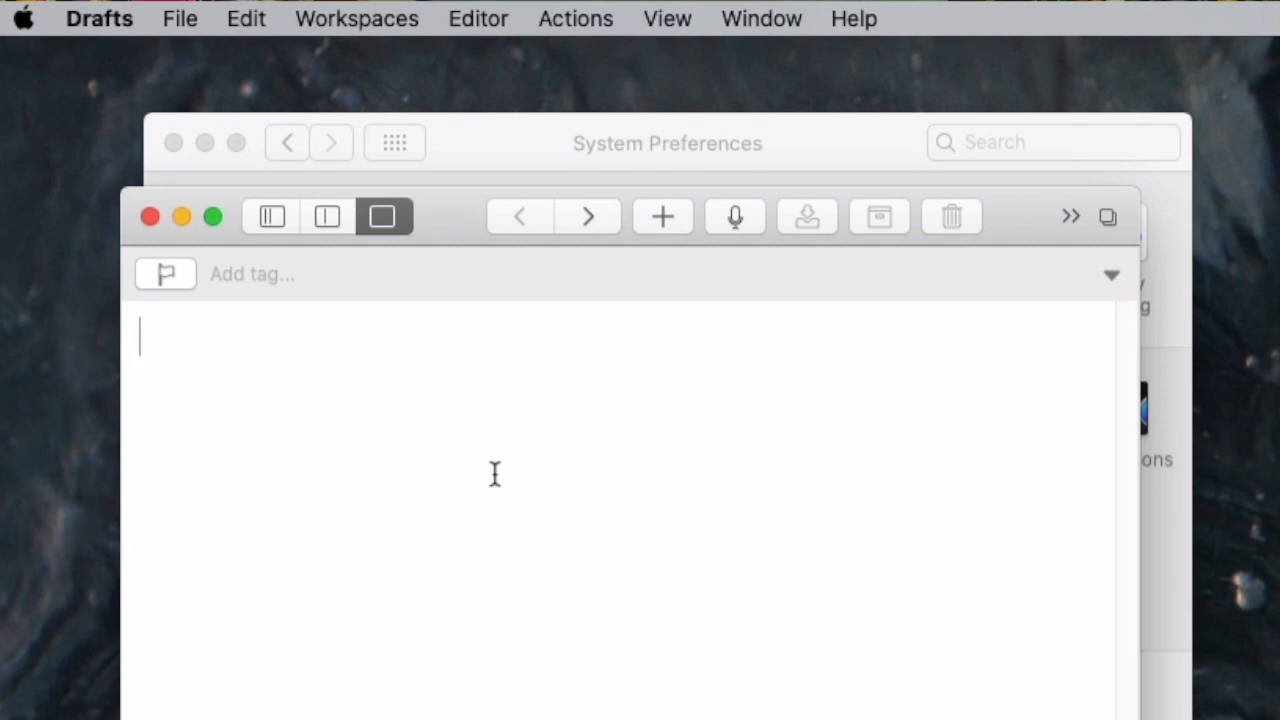 Drafts File Edit Workspaces Editor Actions View Window Help
System Preferences
Search
Add tag...
y
g
ons